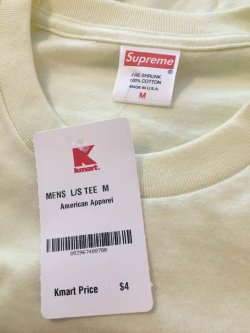 Supreme
PRE-SHRUNK
100% COTTON
MADE IN U.S.A.
M
K
kmart.
MENS L/S TEE M
American Apparel
Kmart Price $4